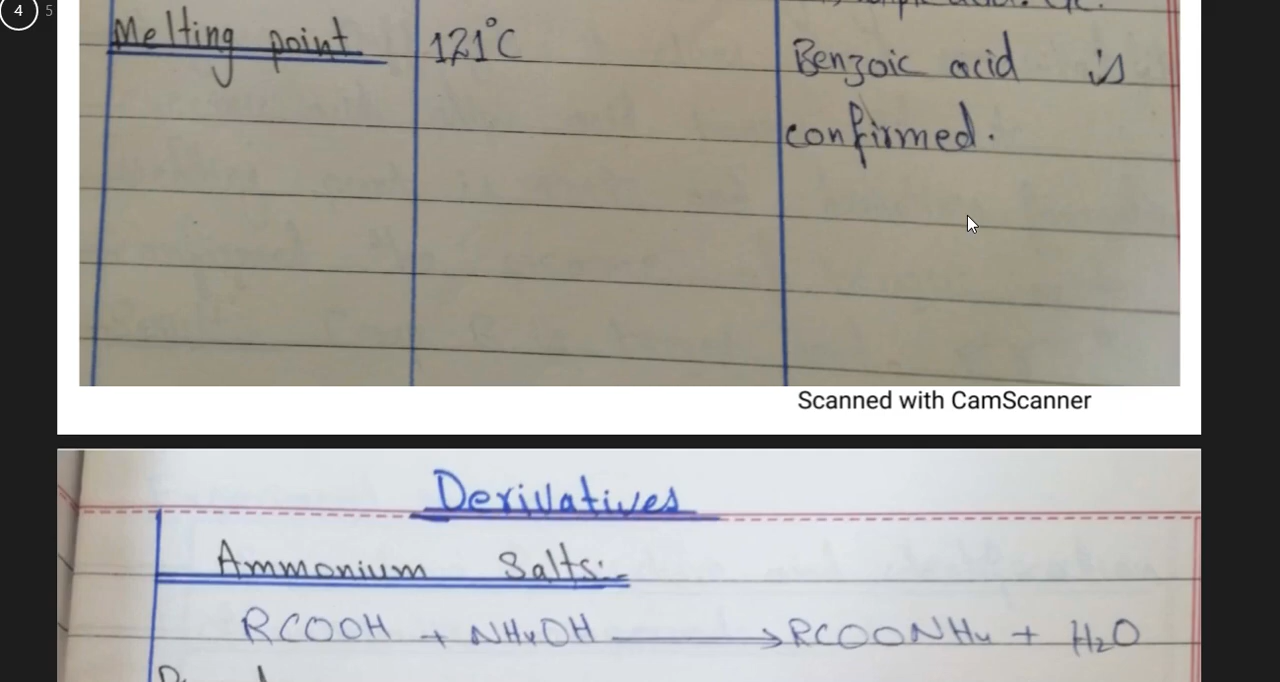 4 5
Melting point 121°C Benzoic acid is
confirmed.
Scanned with CamScanner
Derivatives
Ammonium Salts:-
RCOOH + NH4OH → RCOONH4 + H2O